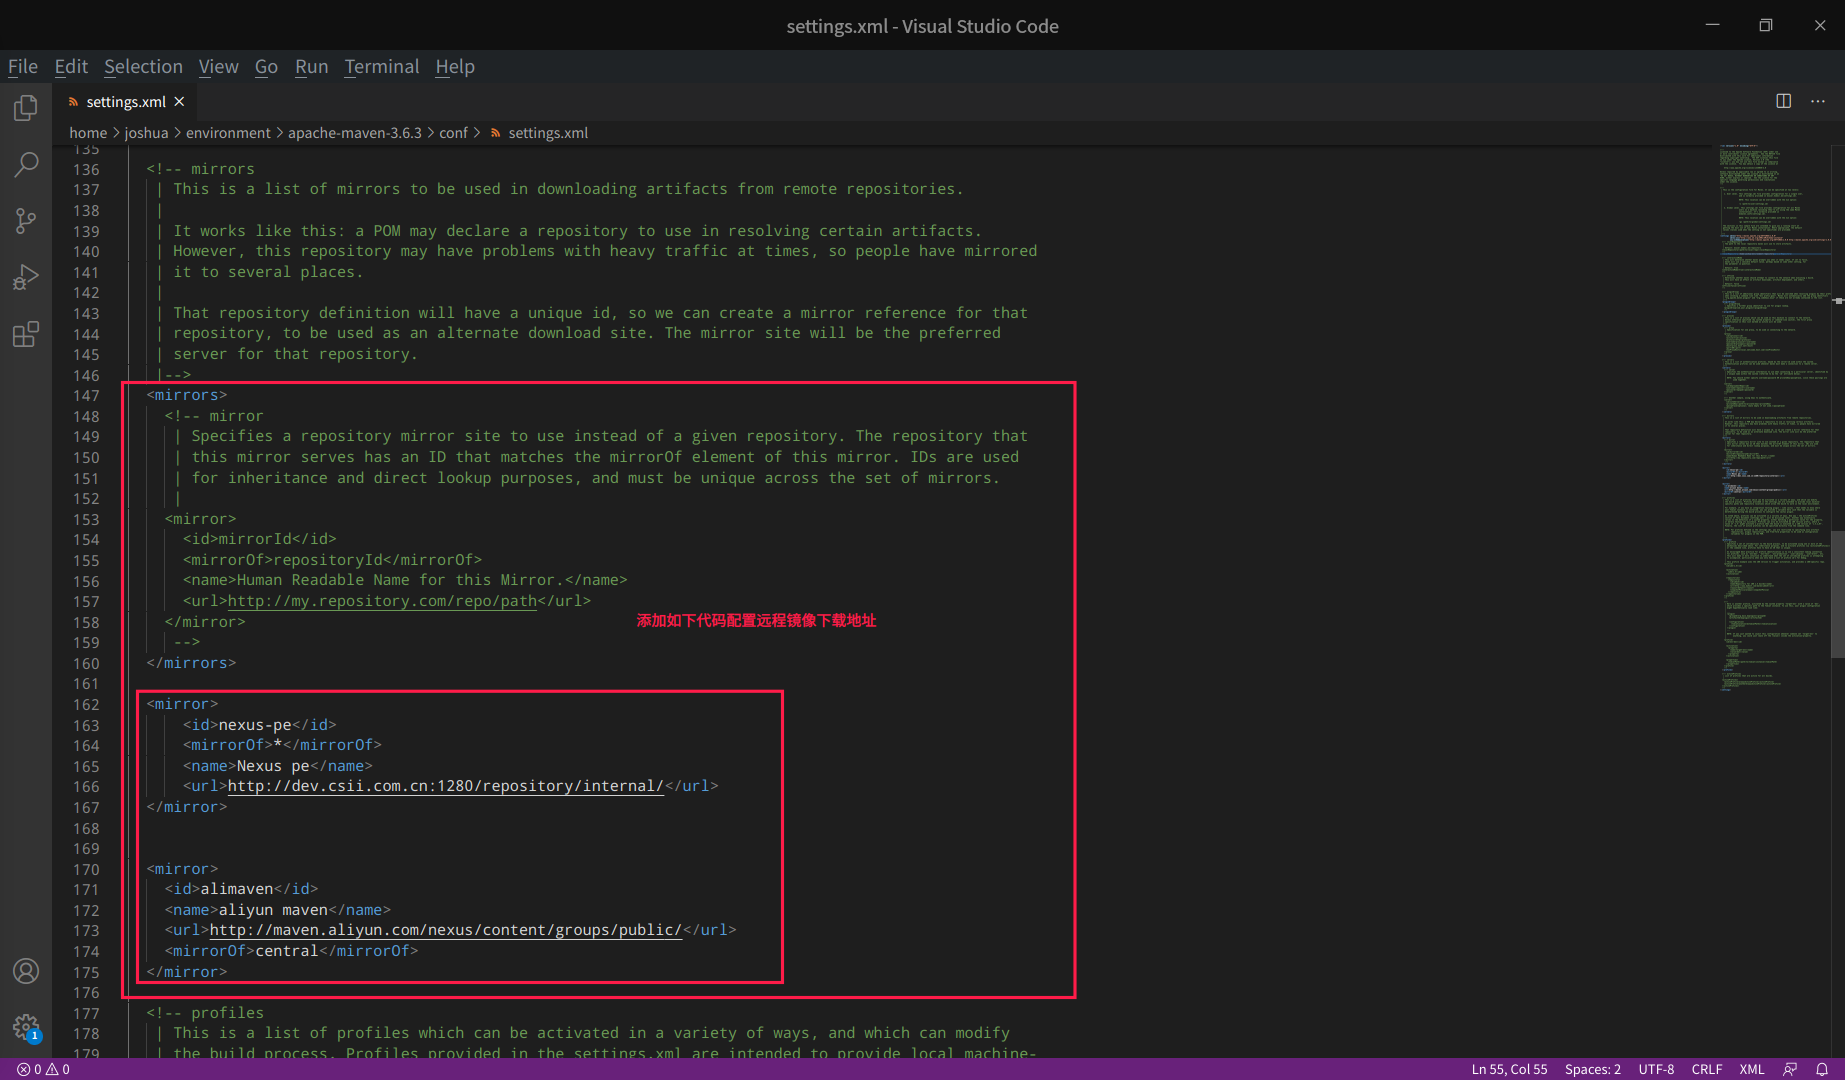 settings.xml - Visual Studio Code
File Edit Selection View Go Run Terminal Help
settings.xml
home > joshua > environment > apache-maven-3.6.3 > conf > settings.xml
135
136 <!-- mirrors
137 | This is a list of mirrors to be used in downloading artifacts from remote repositories.
138 |
139 | It works like this: a POM may declare a repository to use in resolving certain artifacts.
140 | However, this repository may have problems with heavy traffic at times, so people have mirrored
141 | it to several places.
142 |
143 | That repository definition will have a unique id, so we can create a mirror reference for that
144 | repository, to be used as an alternate download site. The mirror site will be the preferred
145 | server for that repository.
146 |-->
147 <mirrors>
148 <!-- mirror
149 | Specifies a repository mirror site to use instead of a given repository. The repository that
150 | this mirror serves has an ID that matches the mirrorOf element of this mirror. IDs are used
151 | for inheritance and direct lookup purposes, and must be unique across the set of mirrors.
152 |
153 <mirror>
154 <id>mirrorId</id>
155 <mirrorOf>repositoryId</mirrorOf>
156 <name>Human Readable Name for this Mirror.</name>
157 <url>http://my.repository.com/repo/path</url>
158 </mirror>
添加如下代码配置远程镜像下载地址
159 -->
160 </mirrors>
161
162 <mirror>
163 <id>nexus-pe</id>
164 <mirrorOf>*</mirrorOf>
165 <name>Nexus pe</name>
166 <url>http://dev.csii.com.cn:1280/repository/internal/</url>
167 </mirror>
168
169
170 <mirror>
171 <id>alimaven</id>
172 <name>aliyun maven</name>
173 <url>http://maven.aliyun.com/nexus/content/groups/public/</url>
174 <mirrorOf>central</mirrorOf>
175 </mirror>
176
177 <!-- profiles
178 | This is a list of profiles which can be activated in a variety of ways, and which can modify
179 | the build process. Profiles provided in the settings.xml are intended to provide local machine-
1
0 0 Ln 55, Col 55 Spaces: 2 UTF-8 CRLF XML